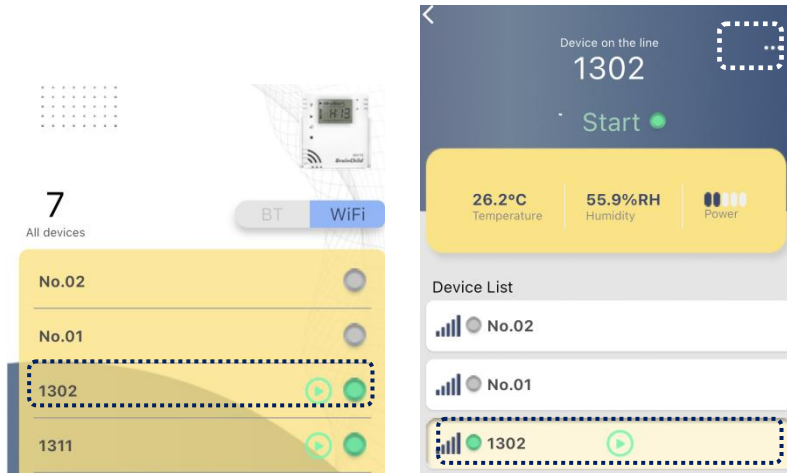 7
All devices
BT WiFi
No.02
No.01
1302
1311
BrainChild
Device on the line
1302
Start
26.2°C
Temperature
55.9%RH
Humidity
Power
Device List
No.02
No.01
1302